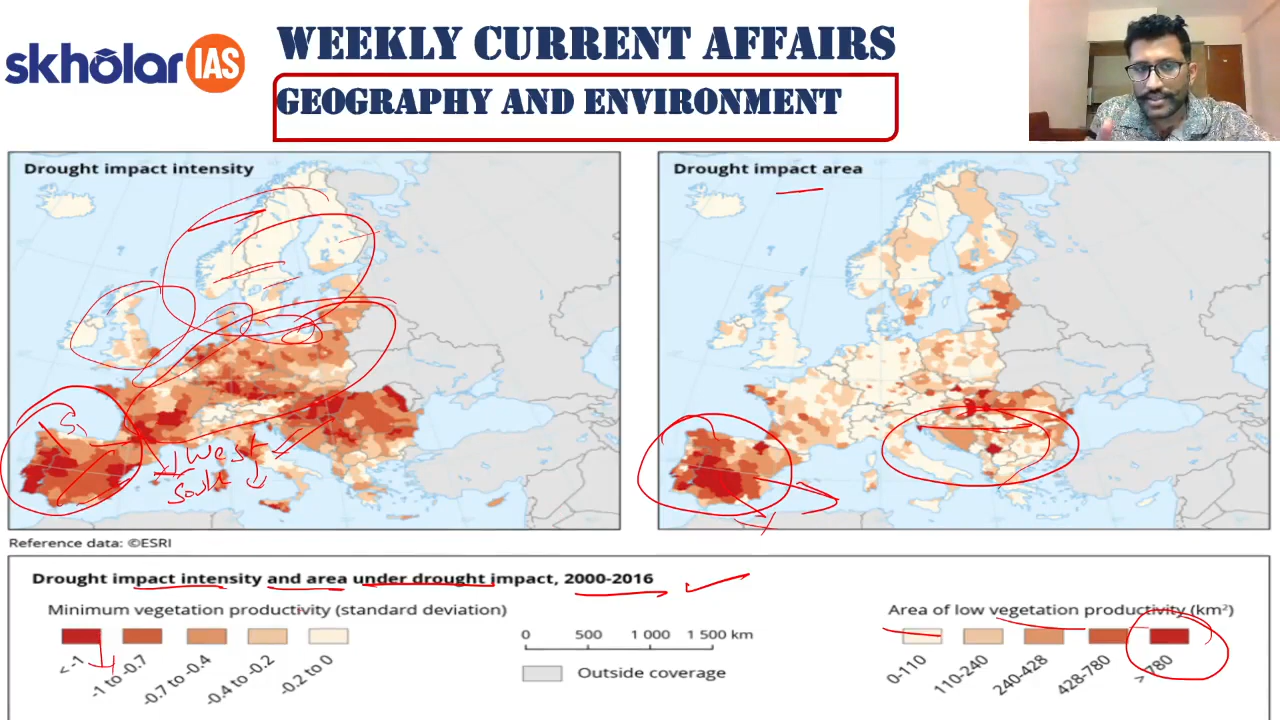 skholar IAS
WEEKLY CURRENT AFFAIRS
GEOGRAPHY AND ENVIRONMENT
Drought impact intensity
Drought impact area
West
South
Reference data: ©ESRI
Drought impact intensity and area under drought impact, 2000-2016
Minimum vegetation productivity (standard deviation)
< -1
-1 to -0.7
-0.7 to -0.4
-0.4 to -0.2
-0.2 to 0
0 500 1 000 1 500 km
Outside coverage
Area of low vegetation productivity (km²)
0-110
110-240
240-428
428-780
> 780